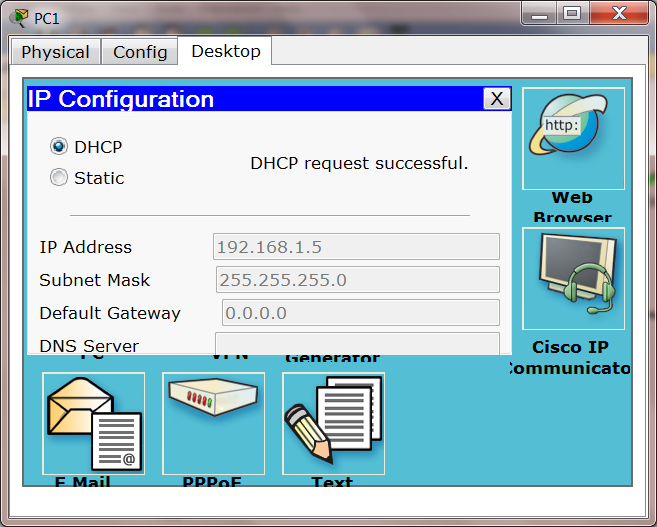 PC1
Physical Config Desktop
IP Configuration X
DHCP
DHCP request successful.
Static
IP Address 192.168.1.5
Subnet Mask 255.255.255.0
Default Gateway 0.0.0.0
DNS Server
http:
Web
Browser
Cisco IP
Communicato
PC VPN Generator
@
E Mail PPPoE Text